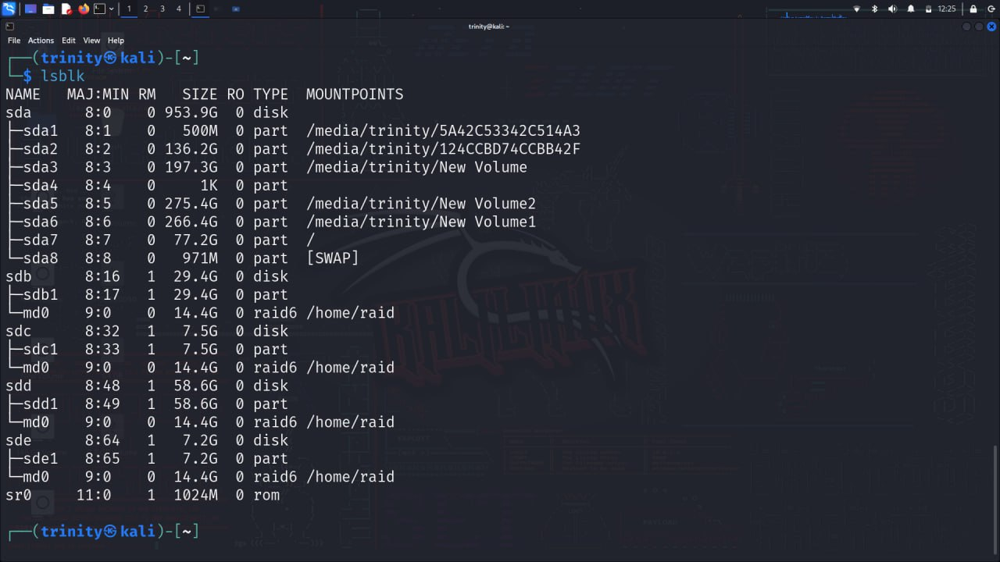 1 2 3 4 12:25
trinity@kali: ~
File Actions Edit View Help
┌──(trinity㉿kali)-[~]
└─$ lsblk
NAME   MAJ:MIN RM   SIZE RO TYPE  MOUNTPOINTS
sda      8:0    0 953.9G  0 disk
├─sda1   8:1    0   500M  0 part  /media/trinity/5A42C53342C514A3
├─sda2   8:2    0 136.2G  0 part  /media/trinity/124CCBD74CCBB42F
├─sda3   8:3    0 197.3G  0 part  /media/trinity/New Volume
├─sda4   8:4    0     1K  0 part
├─sda5   8:5    0 275.4G  0 part  /media/trinity/New Volume2
├─sda6   8:6    0 266.4G  0 part  /media/trinity/New Volume1
├─sda7   8:7    0  77.2G  0 part  /
└─sda8   8:8    0   971M  0 part  [SWAP]
sdb      8:16   1  29.4G  0 disk
├─sdb1   8:17   1  29.4G  0 part
└─md0    9:0    0  14.4G  0 raid6 /home/raid
sdc      8:32   1   7.5G  0 disk
├─sdc1   8:33   1   7.5G  0 part
└─md0    9:0    0  14.4G  0 raid6 /home/raid
sdd      8:48   1  58.6G  0 disk
├─sdd1   8:49   1  58.6G  0 part
└─md0    9:0    0  14.4G  0 raid6 /home/raid
sde      8:64   1   7.2G  0 disk
├─sde1   8:65   1   7.2G  0 part
└─md0    9:0    0  14.4G  0 raid6 /home/raid
sr0     11:0    1  1024M  0 rom
┌──(trinity㉿kali)-[~]
KALI LINUX